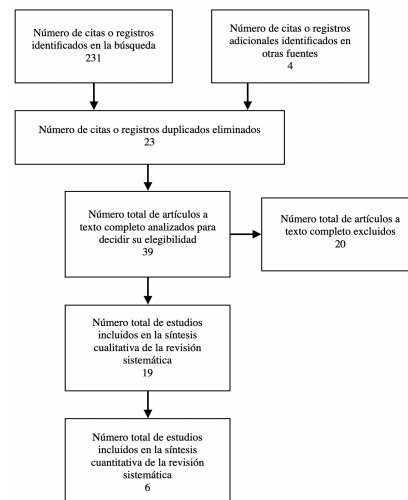 Número de citas o registros
identificados en la búsqueda
231
Número de citas o registros
adicionales identificados en
otras fuentes
4
Número de citas o registros duplicados eliminados
23
Número total de artículos a
texto completo analizados para
decidir su elegibilidad
39
Número total de artículos a
texto completo excluidos
20
Número total de estudios
incluidos en la síntesis
cualitativa de la revisión
sistemática
19
Número total de estudios
incluidos en la síntesis
cuantitativa de la revisión
sistemática
6